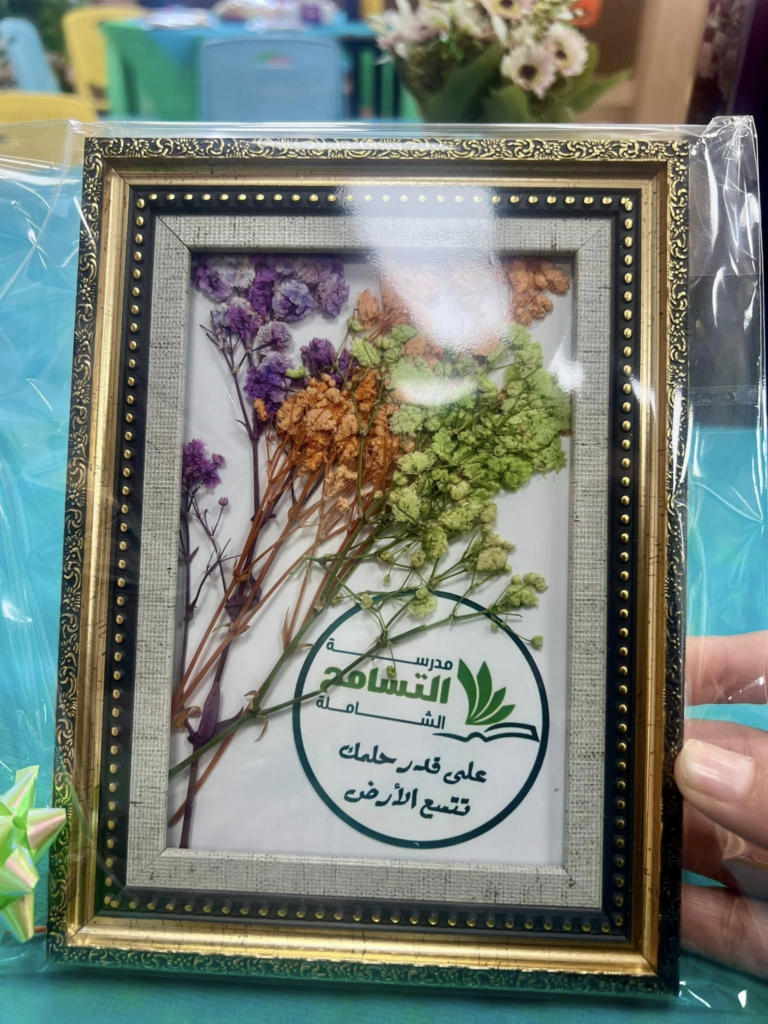 مدرسة
التسامح
الشاملة
على قدر حلمك
تتسع الأرض